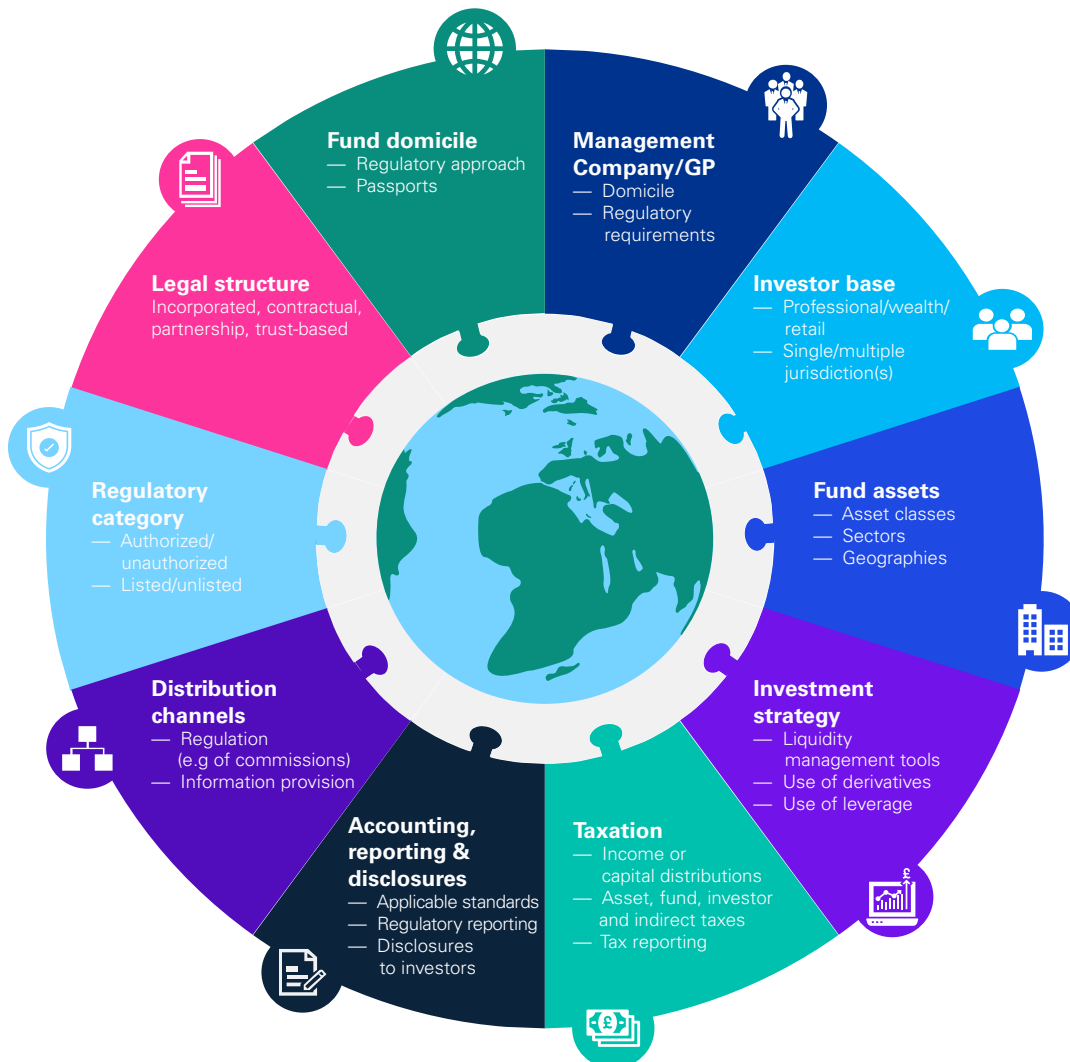 Fund domicile
— Regulatory approach
— Passports
Management
Company/GP
— Domicile
— Regulatory
requirements
Investor base
— Professional/wealth/
retail
— Single/multiple
jurisdiction(s)
Fund assets
— Asset classes
— Sectors
— Geographies
Investment
strategy
— Liquidity
management tools
— Use of derivatives
— Use of leverage
£
Taxation
— Income or
capital distributions
— Asset, fund, investor
and indirect taxes
— Tax reporting
£
Accounting,
reporting &
disclosures
— Applicable standards
— Regulatory reporting
— Disclosures
to investors
Distribution
channels
— Regulation
(e.g of commissions)
— Information provision
Regulatory
category
— Authorized/
unauthorized
— Listed/unlisted
Legal structure
Incorporated, contractual,
partnership, trust-based